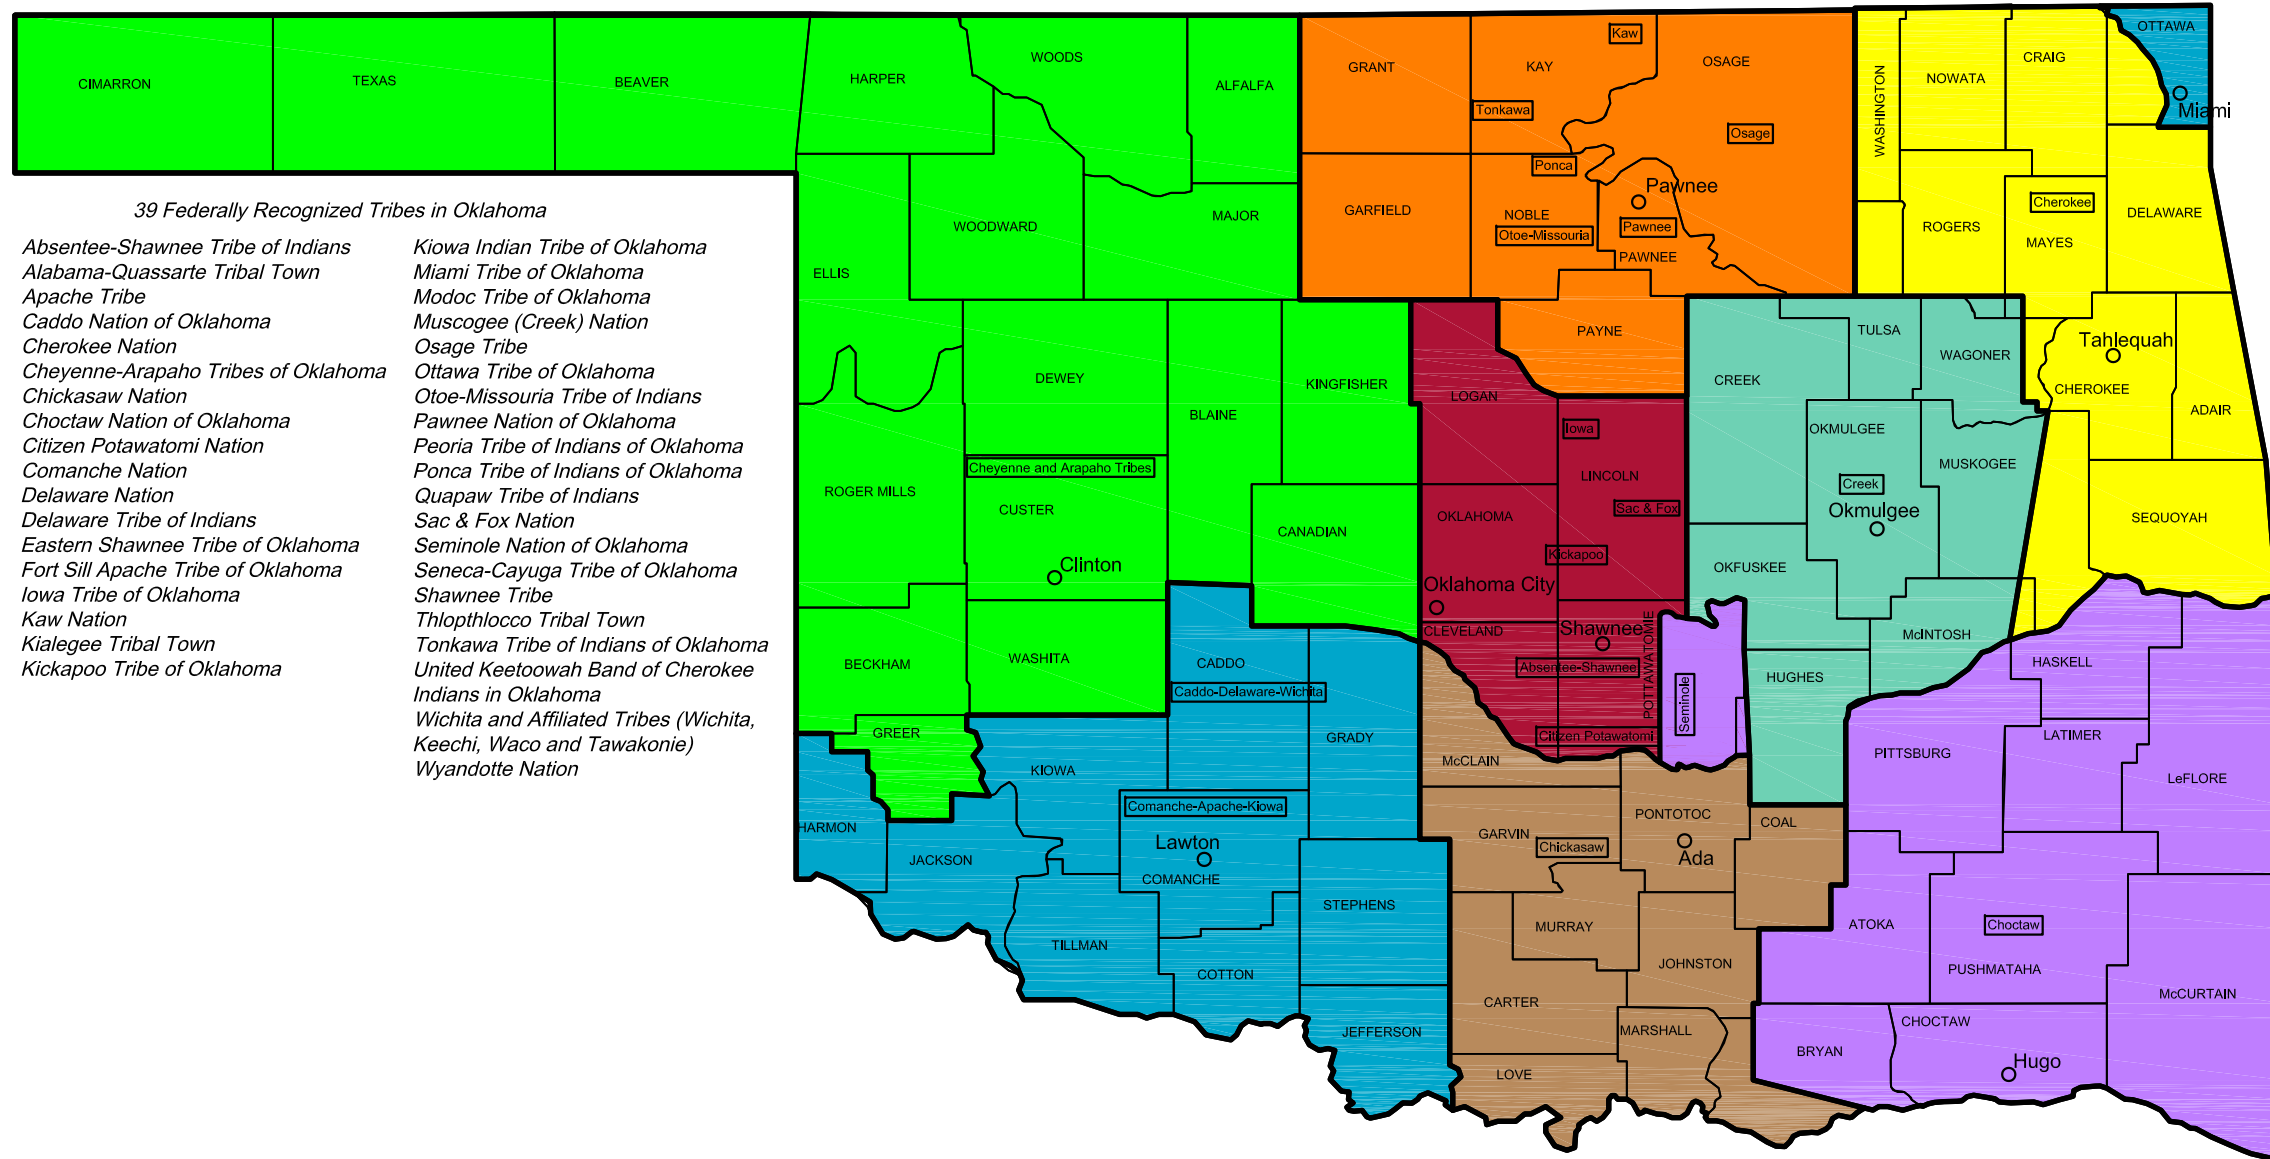 CIMARRON
TEXAS
BEAVER
HARPER
WOODS
ALFALFA
GRANT
KAY
Kaw
OSAGE
Tonkawa
Osage
Ponca
WASHINGTON
NOWATA
CRAIG
OTTAWA
Miami
39 Federally Recognized Tribes in Oklahoma
Absentee-Shawnee Tribe of Indians
Alabama-Quassarte Tribal Town
Apache Tribe
Caddo Nation of Oklahoma
Cherokee Nation
Cheyenne-Arapaho Tribes of Oklahoma
Chickasaw Nation
Choctaw Nation of Oklahoma
Citizen Potawatomi Nation
Comanche Nation
Delaware Nation
Delaware Tribe of Indians
Eastern Shawnee Tribe of Oklahoma
Fort Sill Apache Tribe of Oklahoma
Iowa Tribe of Oklahoma
Kaw Nation
Kialegee Tribal Town
Kickapoo Tribe of Oklahoma
Kiowa Indian Tribe of Oklahoma
Miami Tribe of Oklahoma
Modoc Tribe of Oklahoma
Muscogee (Creek) Nation
Osage Tribe
Ottawa Tribe of Oklahoma
Otoe-Missouria Tribe of Indians
Pawnee Nation of Oklahoma
Peoria Tribe of Indians of Oklahoma
Ponca Tribe of Indians of Oklahoma
Quapaw Tribe of Indians
Sac & Fox Nation
Seminole Nation of Oklahoma
Seneca-Cayuga Tribe of Oklahoma
Shawnee Tribe
Thlopthlocco Tribal Town
Tonkawa Tribe of Indians of Oklahoma
United Keetoowah Band of Cherokee
Indians in Oklahoma
Wichita and Affiliated Tribes (Wichita,
Keechi, Waco and Tawakonie)
Wyandotte Nation
ELLIS
WOODWARD
MAJOR
GARFIELD
NOBLE
Otoe-Missouria
Pawnee
Pawnee
PAWNEE
ROGERS
Cherokee
MAYES
DELAWARE
DEWEY
BLAINE
KINGFISHER
LOGAN
PAYNE
CREEK
TULSA
WAGONER
Tahlequah
CHEROKEE
ADAIR
Cheyenne and Arapaho Tribes
ROGER MILLS
CUSTER
Clinton
CANADIAN
OKLAHOMA
Oklahoma City
Iowa
LINCOLN
Sac & Fox
Kickapoo
OKMULGEE
MUSKOGEE
Creek
Okmulgee
OKFUSKEE
SEQUOYAH
BECKHAM
WASHITA
CADDO
Caddo-Delaware-Wichita
CLEVELAND
Shawnee
Absentee-Shawnee
POTTAWATOMIE
Citizen Potawatomi
Seminole
HUGHES
McINTOSH
HASKELL
GREER
KIOWA
GRADY
McCLAIN
PITTSBURG
LATIMER
LeFLORE
HARMON
JACKSON
Comanche-Apache-Kiowa
Lawton
COMANCHE
GARVIN
Chickasaw
PONTOTOC
Ada
COAL
TILLMAN
COTTON
STEPHENS
MURRAY
JOHNSTON
ATOKA
Choctaw
PUSHMATAHA
McCURTAIN
JEFFERSON
CARTER
MARSHALL
LOVE
BRYAN
CHOCTAW
Hugo